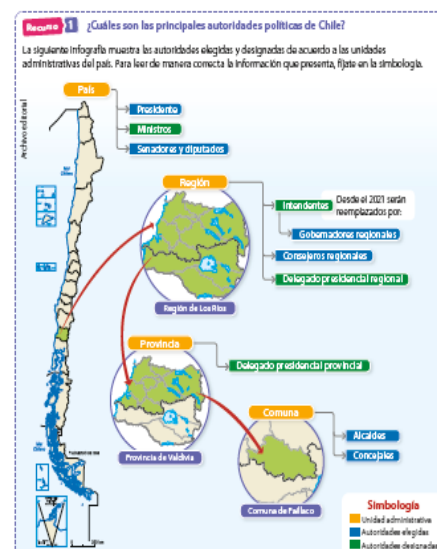 Recurso 1 ¿Cuáles son las principales autoridades políticas de Chile?
La siguiente infografía muestra las autoridades elegidas y designadas de acuerdo a las unidades
administrativas del país. Para leer de manera correcta la información que presenta, fíjate en la simbología.
Archivo editorial
País
Presidente
Ministros
Senadores y diputados
Región
Intendentes
Desde el 2021 serán
reemplazados por:
Gobernadores regionales
Consejeros regionales
Delegado presidencial regional
Región de Los Ríos
Provincia
Delegado presidencial provincial
Provincia de Valdivia
Comuna
Alcaldes
Concejales
Comuna de Paillaco
Simbología
Unidad administrativa
Autoridades elegidas
Autoridades designadas